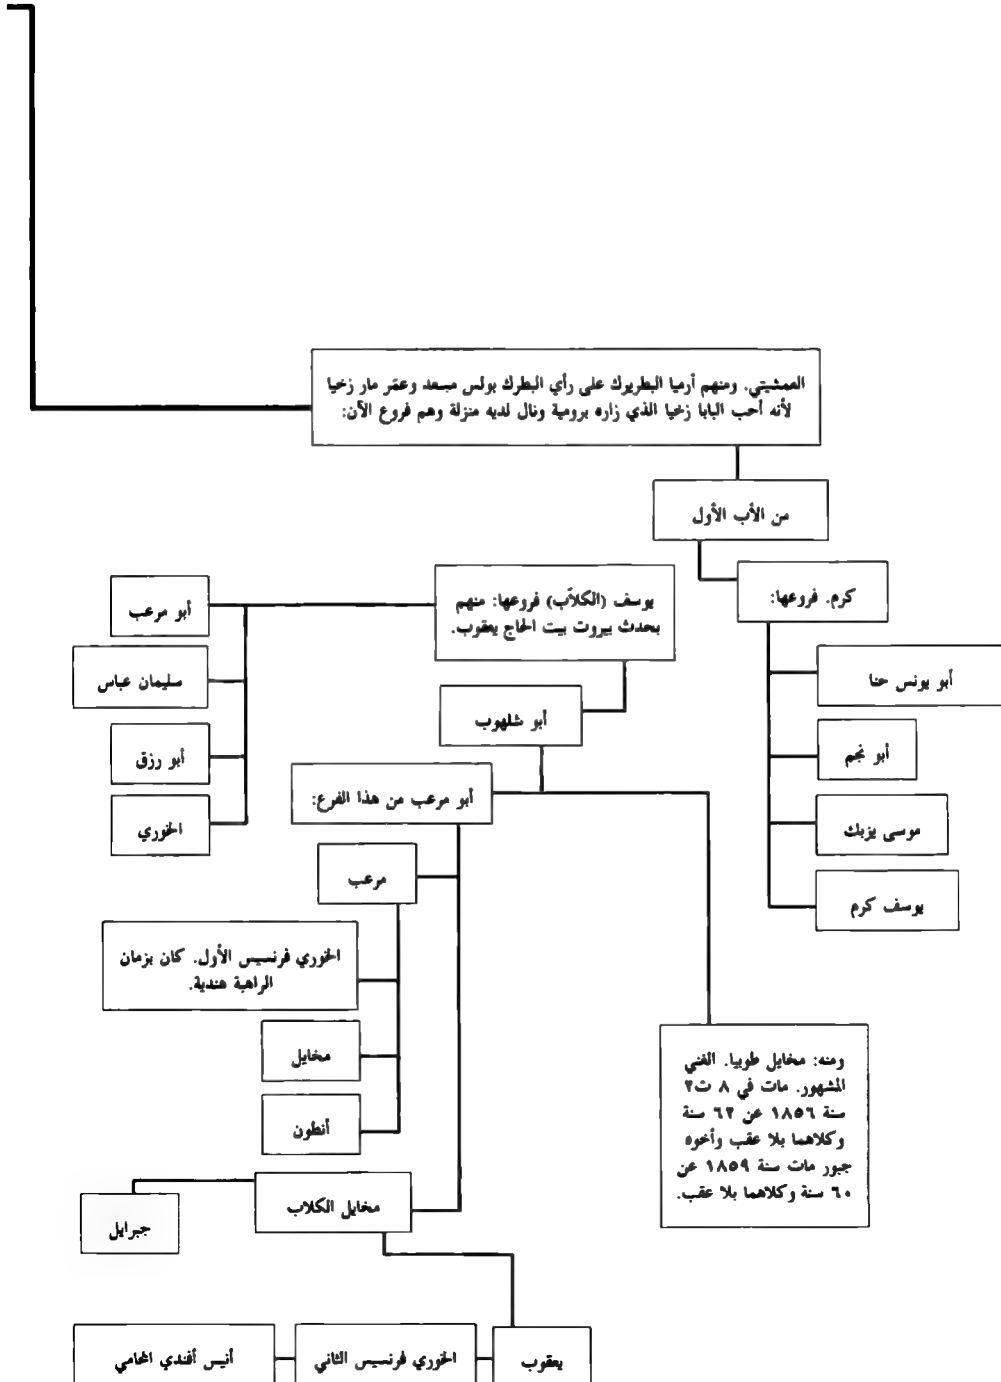 العمشيتي. ومنهم أرميا البطريوك على رأي البطرك بولس مسعد وعمّر مار زخيا
لأنه أحب البابا زخيا الذي زاره برومية ونال لديه منزلة وهم فروع الآن:
من الأب الأول
كرم. فروعها:
أبو يونس حنا
أبو نجم
موسى يزبك
يوسف كرم
يوسف (الكلاّب) فروعها: منهم
بحدث بيروت بيت الحاج يعقوب.
أبو مرعب
سليمان عباس
أبو رزق
الخوري
أبو شلهوب
أبو مرعب من هذا الفرع:
مرعب
الخوري فرنسيس الأول. كان بزمان
الراهبة هندية.
مخايل
أنطون
ومنه: مخايل طوبيا. الغني
المشهور. مات في ٨ ت٢
سنة ١٨٥٦ عن ٦٢ سنة
وكلاهما بلا عقب وأخوه
جبور مات سنة ١٨٥٩ عن
٦٠ سنة وكلاهما بلا عقب.
مخايل الكلاب
جبرايل
يعقوب
الخوري فرنسيس الثاني
أنيس أفندي المحامي